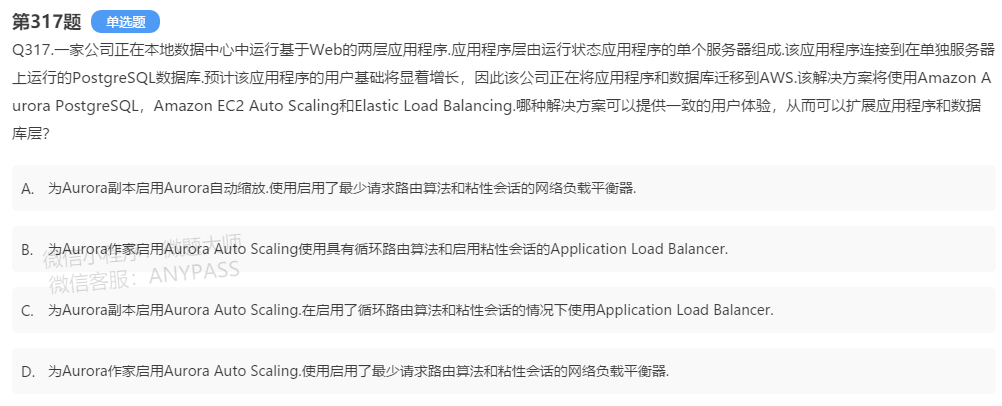 第317题 单选题
Q317.一家公司正在本地数据中心中运行基于Web的两层应用程序.应用程序层由运行状态应用程序的单个服务器组成.该应用程序连接到在单独服务器
上运行的PostgreSQL数据库.预计该应用程序的用户基础将显着增长，因此该公司正在将应用程序和数据库迁移到AWS.该解决方案将使用Amazon A
urora PostgreSQL，Amazon EC2 Auto Scaling和Elastic Load Balancing.哪种解决方案可以提供一致的用户体验，从而可以扩展应用程序和数据
库层?
A. 为Aurora副本启用Aurora自动缩放.使用启用了最少请求路由算法和粘性会话的网络负载平衡器.
B. 为Aurora作家启用Aurora Auto Scaling使用具有循环路由算法和启用粘性会话的Application Load Balancer.
微信客服：ANYPASS
C. 为Aurora副本启用Aurora Auto Scaling.在启用了循环路由算法和粘性会话的情况下使用Application Load Balancer.
D. 为Aurora作家启用Aurora Auto Scaling.使用启用了最少请求路由算法和粘性会话的网络负载平衡器.